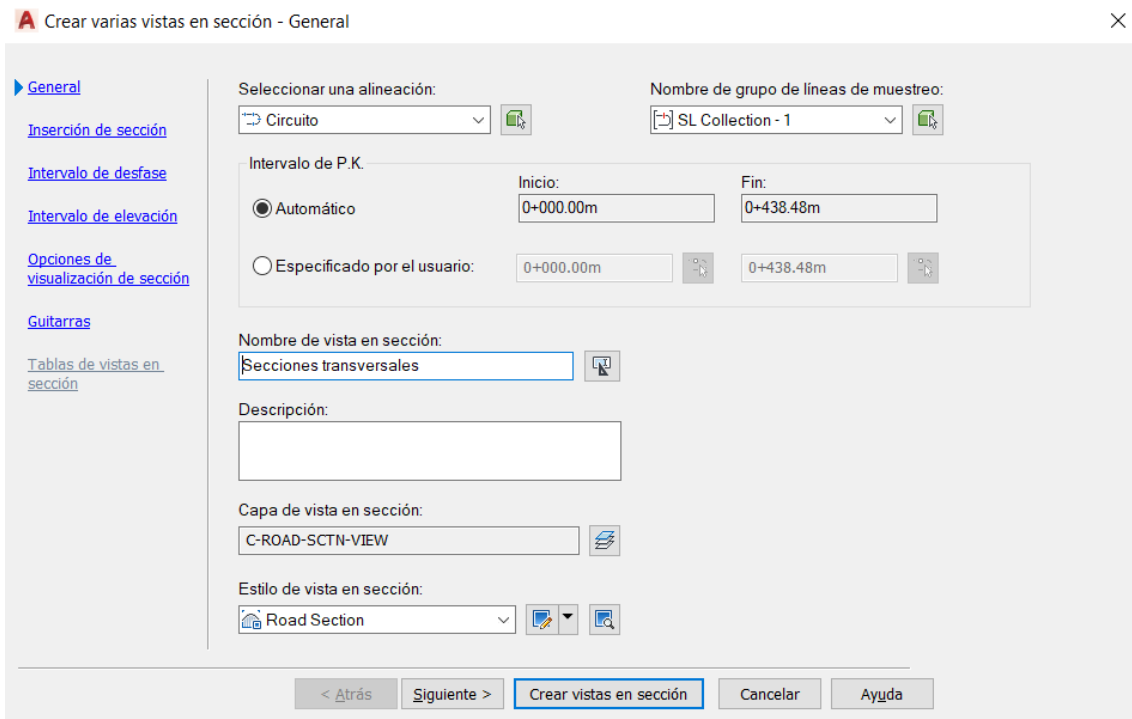 Crear varias vistas en sección - General
General
Inserción de sección
Intervalo de desfase
Intervalo de elevación
Opciones de
visualización de sección
Guitarras
Tablas de vistas en
sección
Seleccionar una alineación:
Circuito
Nombre de grupo de líneas de muestreo:
SL Collection - 1
Intervalo de P.K.
Inicio:
Fin:
Automático
0+000.00m
0+438.48m
Especificado por el usuario:
0+000.00m
0+438.48m
Nombre de vista en sección:
Secciones transversales
Descripción:
Capa de vista en sección:
C-ROAD-SCTN-VIEW
Estilo de vista en sección:
Road Section
< Atrás
Siguiente >
Crear vistas en sección
Cancelar
Ayuda